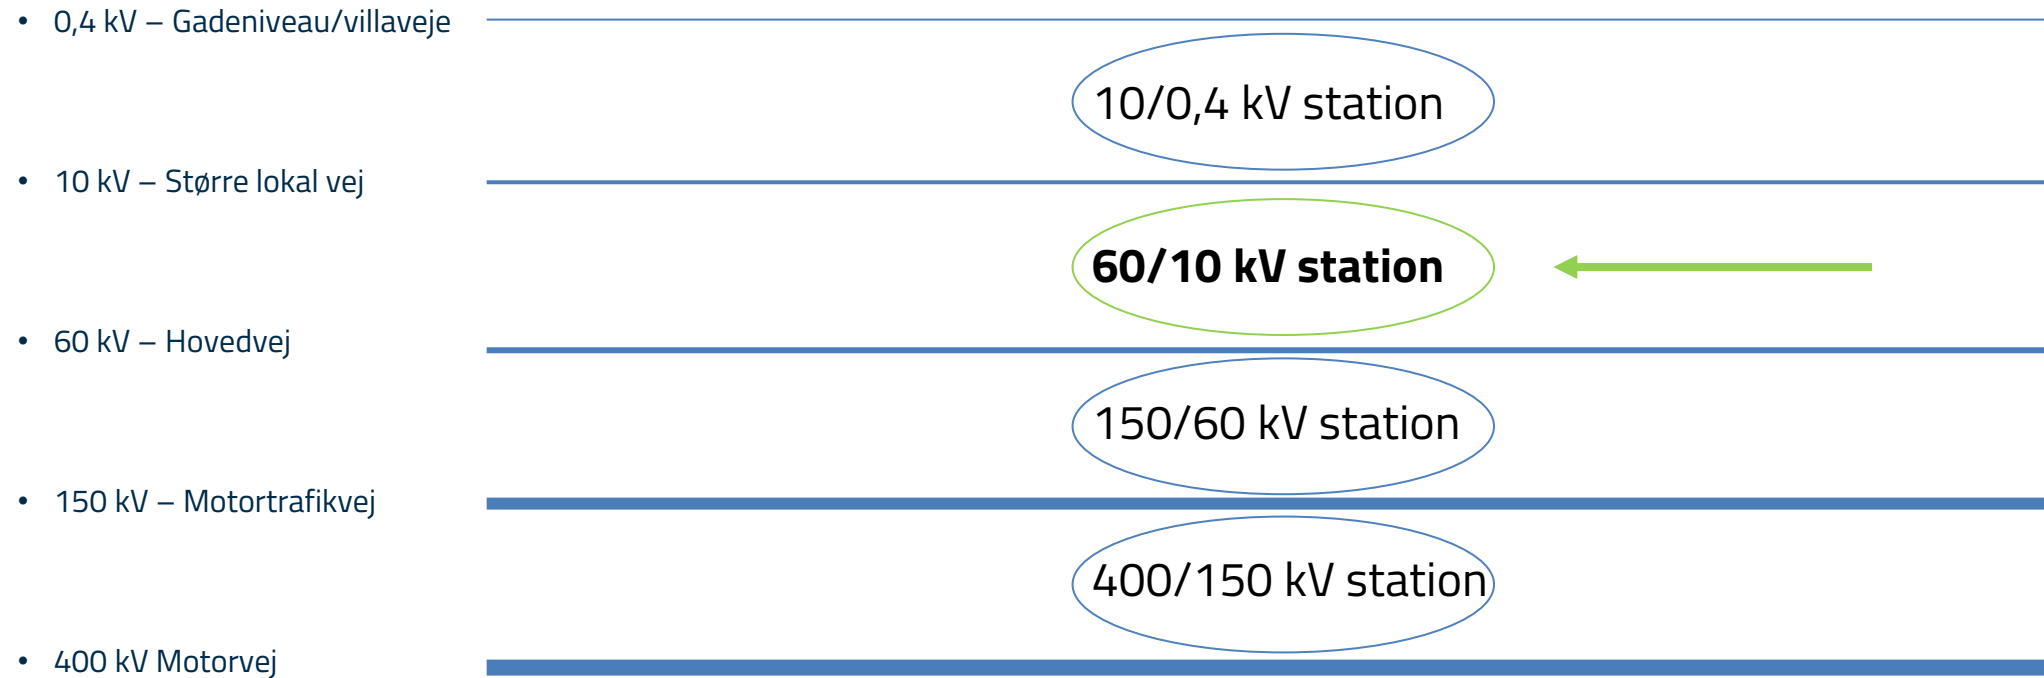 • 0,4 kV – Gadeniveau/villaveje
10/0,4 kV station
• 10 kV – Større lokal vej
60/10 kV station
• 60 kV – Hovedvej
150/60 kV station
• 150 kV – Motortrafikvej
400/150 kV station
• 400 kV Motorvej